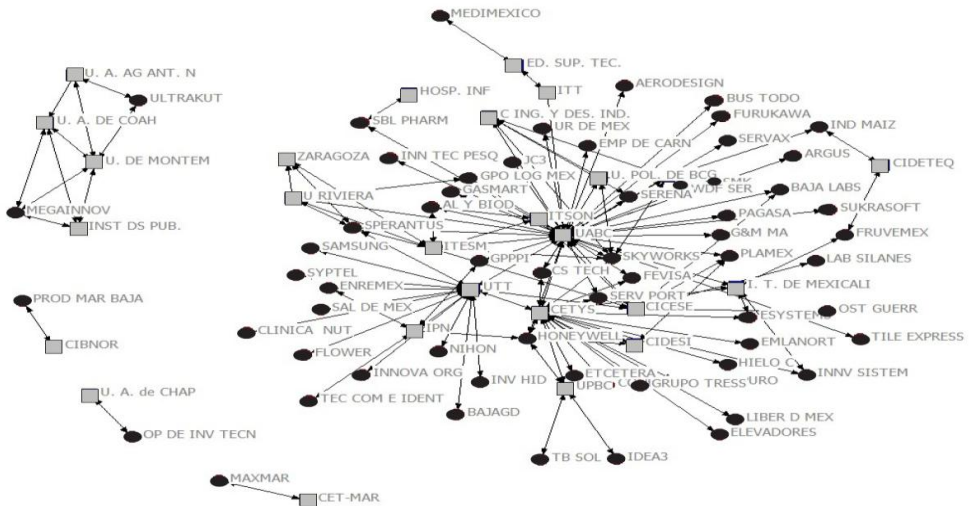 MEDIMEXICO
ED. SUP. TEC.
U. A. AG ANT. N
ULTRAKUT
HOSP. INF
ITT
AERODESIGN
BUS TODO
U. A. DE COAH
SBL PHARM
C ING. Y DES. IND.
FURUKAWA
UR DE MEX
IND MAIZ
EMP DE CARN
SERVAX
U. DE MONTEM
ZARAGOZA
INN TEC PESQ
JC3
ARGUS
CIDETEQ
GPO LOG MEX
U. POL. DE BCG
CMK
WDF SER
U RIVIERA
GASMART
SERENA
BAJA LABS
AL Y BIOD
MEGAINNOV
ITSON
PAGASA
SUKRASOFT
INST DS PUB.
SPERANTUS
UABC
G&M MA
FRUVEMEX
SAMSUNG
ITESM
GPPPI
SKYWORKS
PLAMEX
LAB SILANES
SYPTEL
CS TECH
FEVISA
ENREMEX
UTT
I. T. DE MEXICALI
PROD MAR BAJA
SAL DE MEX
SERV PORT
CICESE
OST GUERR
CETYS
ESYSTEMS
CLINICA NUT
IPN
HONEYWELL
TILE EXPRESS
CIBNOR
FLOWER
NIHON
CIDESI
EMLANORT
HIELO C
INNOVA ORG
INV HID
ETCETERA
INNV SISTEM
UPBC
GRUPO TRESS
URO
U. A. de CHAP
TEC COM E IDENT
BAJAGD
LIBER D MEX
OP DE INV TECN
ELEVADORES
TB SOL
IDEA3
MAXMAR
CET-MAR